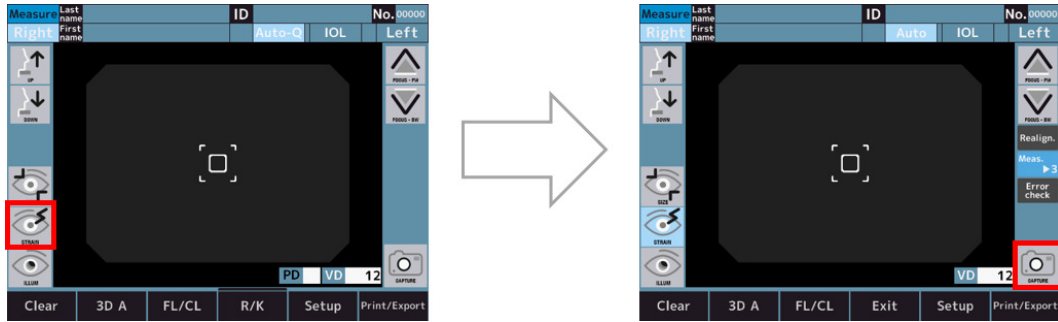 Measure Last name ID No. 00000
Right First name Auto-Q IOL Left
UP
FOCUS - FW
DOWN
FOCUS - BW
STRAIN
ILLUM
PD VD 12
CAPTURE
Clear 3D A FL/CL R/K Setup Print/Export
Measure Last name ID No. 00000
Right First name Auto IOL Left
UP
FOCUS - FW
DOWN
FOCUS - BW
Realign.
Meas. ▶3
Error check
SIZE
STRAIN
ILLUM
VD 12
CAPTURE
Clear 3D A FL/CL Exit Setup Print/Export